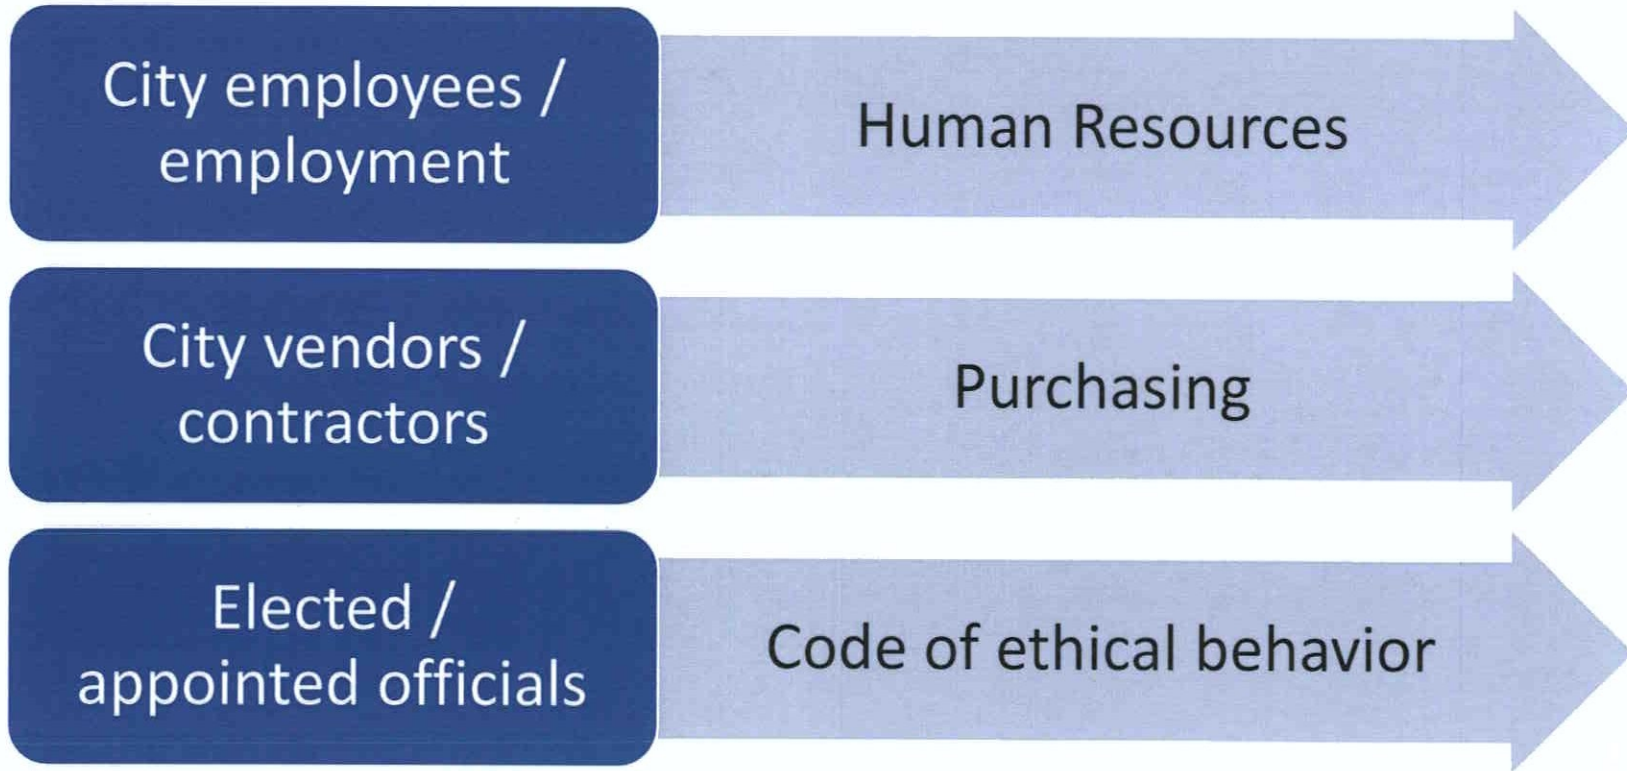 City employees /
employment
Human Resources
City vendors /
contractors
Purchasing
Elected /
appointed officials
Code of ethical behavior